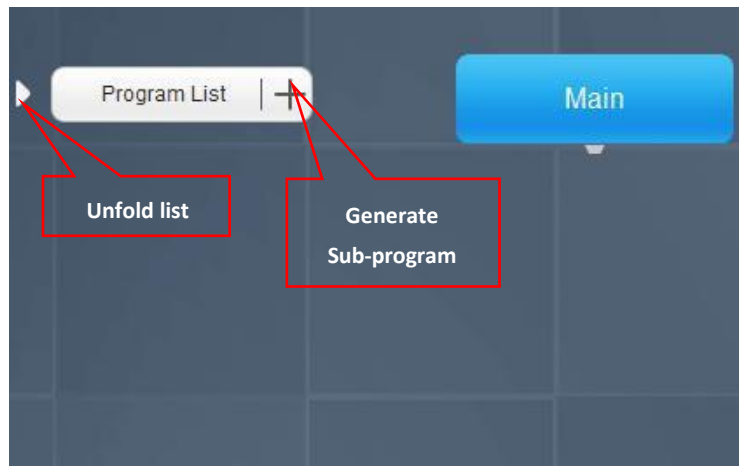 Program List
Main
Unfold list
Generate
Sub-program